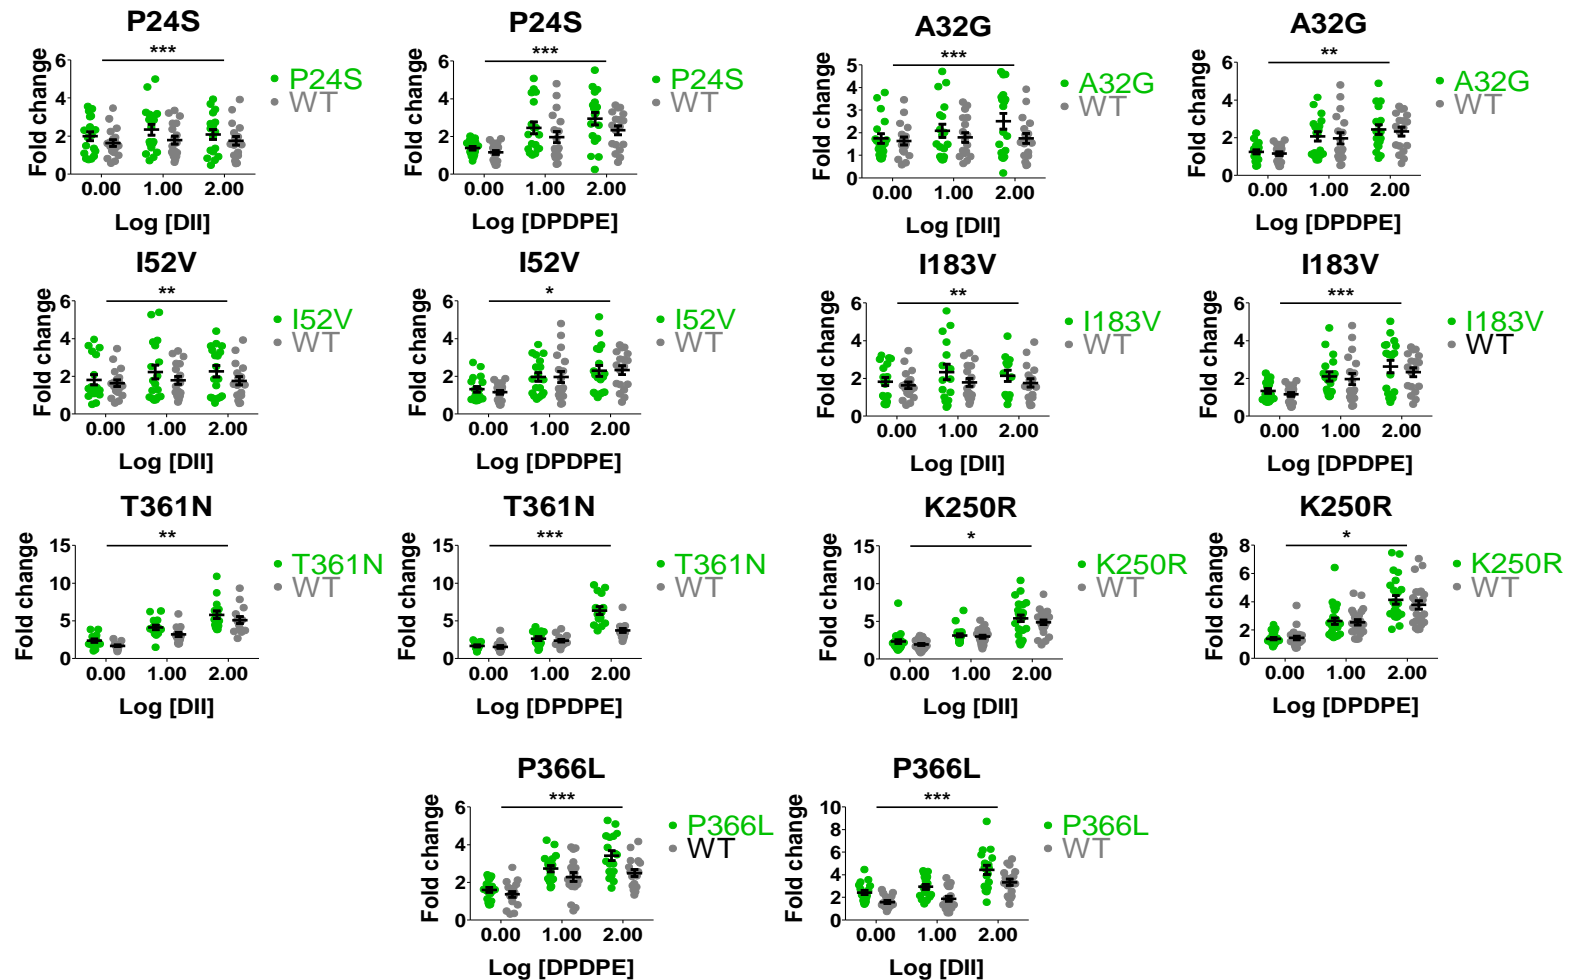 P24S
***
Fold change
6
4
2
0
0.00 1.00 2.00
Log [DII]
P24S
WT
P24S
***
Fold change
6
4
2
0
0.00 1.00 2.00
Log [DPDPE]
P24S
WT
A32G
***
Fold change
5
4
3
2
1
0
0.00 1.00 2.00
Log [DII]
A32G
WT
A32G
**
Fold change
6
4
2
0
0.00 1.00 2.00
Log [DPDPE]
A32G
WT
I52V
**
Fold change
6
4
2
0
0.00 1.00 2.00
Log [DII]
I52V
WT
I52V
*
Fold change
6
4
2
0
0.00 1.00 2.00
Log [DPDPE]
I52V
WT
I183V
**
Fold change
6
4
2
0
0.00 1.00 2.00
Log [DII]
I183V
WT
I183V
***
Fold change
6
4
2
0
0.00 1.00 2.00
Log [DPDPE]
I183V
WT
T361N
**
Fold change
15
10
5
0
0.00 1.00 2.00
Log [DII]
T361N
WT
T361N
***
Fold change
15
10
5
0
0.00 1.00 2.00
Log [DPDPE]
T361N
WT
K250R
*
Fold change
15
10
5
0
0.00 1.00 2.00
Log [DII]
K250R
WT
K250R
*
Fold change
8
6
4
2
0
0.00 1.00 2.00
Log [DPDPE]
K250R
WT
P366L
***
Fold change
6
4
2
0
0.00 1.00 2.00
Log [DPDPE]
P366L
WT
P366L
***
Fold change
10
8
6
4
2
0
0.00 1.00 2.00
Log [DII]
P366L
WT